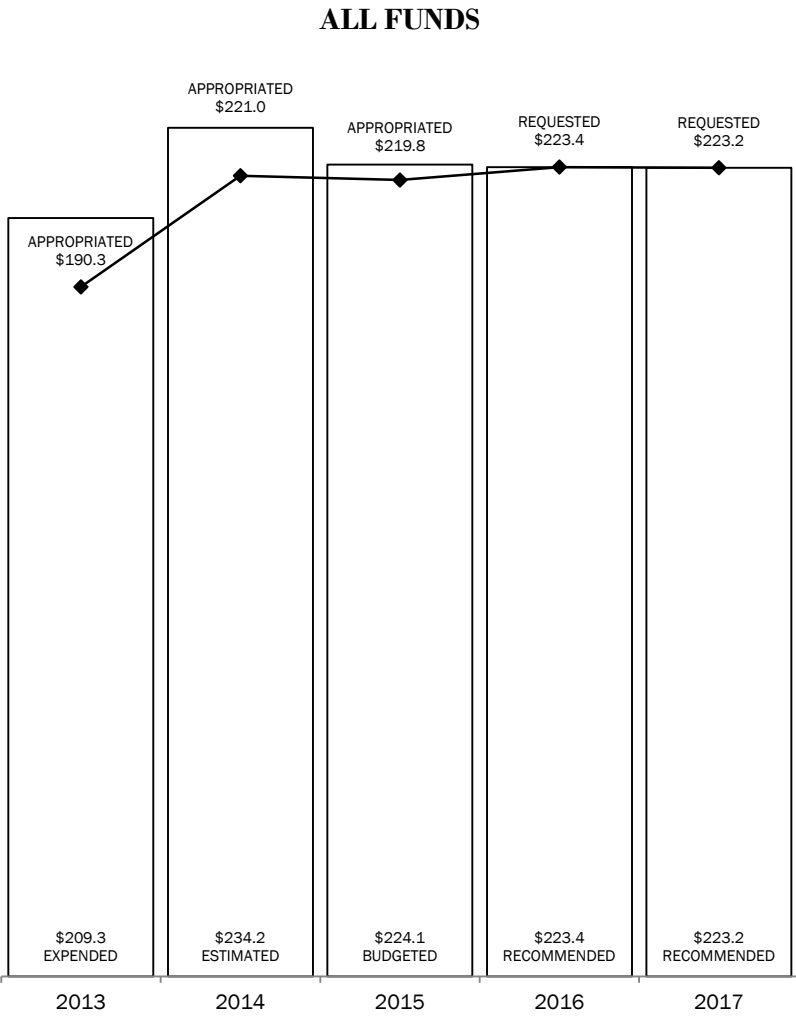 ALL FUNDS
APPROPRIATED
$190.3
APPROPRIATED
$221.0
APPROPRIATED
$219.8
REQUESTED
$223.4
REQUESTED
$223.2
$209.3
EXPENDED
$234.2
ESTIMATED
$224.1
BUDGETED
$223.4
RECOMMENDED
$223.2
RECOMMENDED
2013
2014
2015
2016
2017